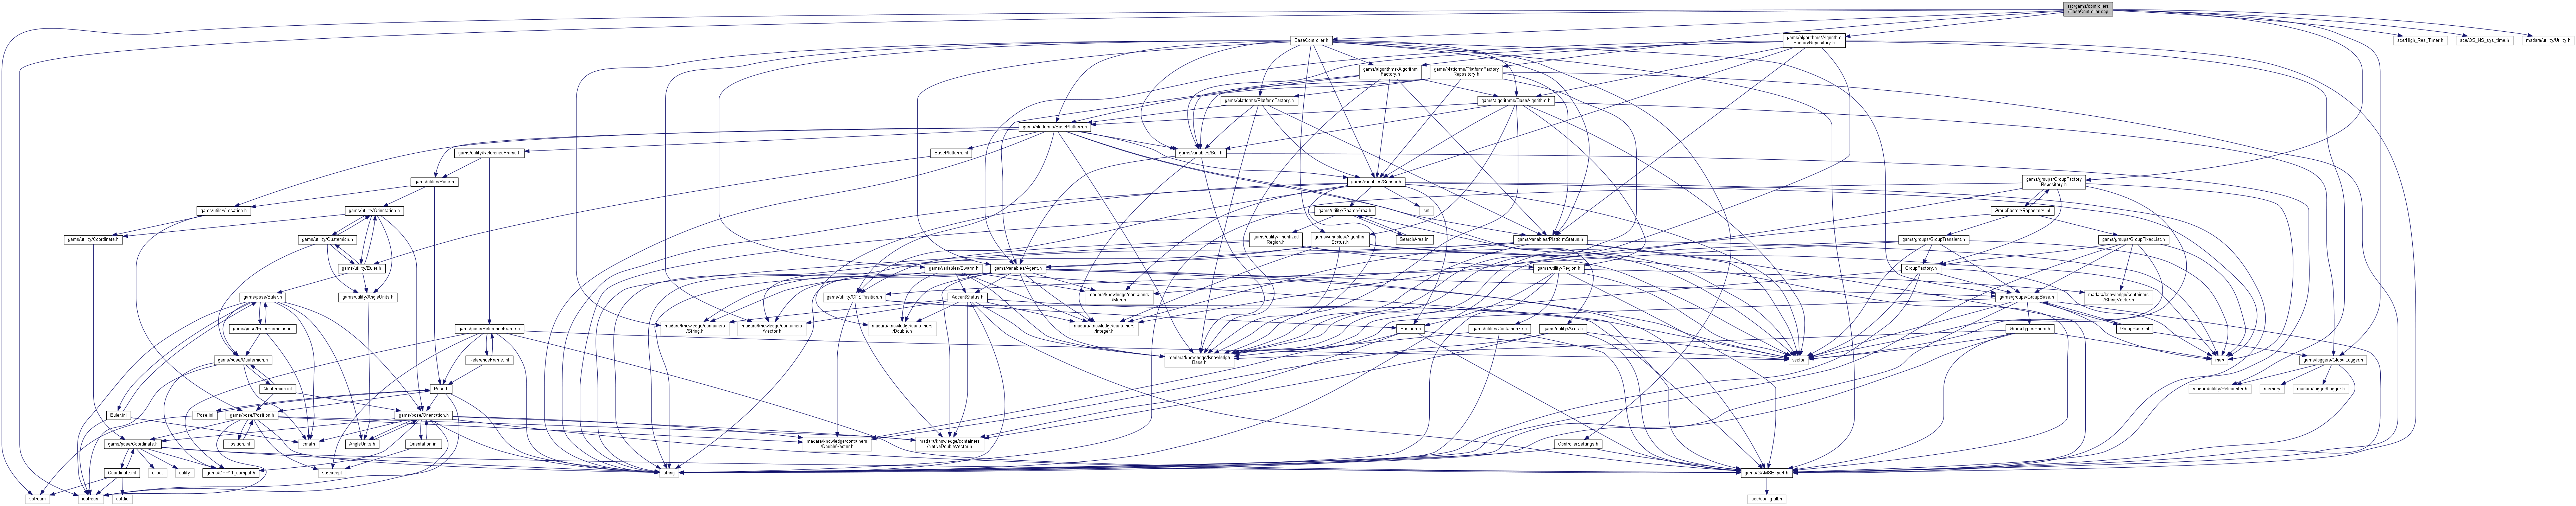 src/gams/controllers
/BaseController.cpp
BaseController.h
gams/algorithms/Algorithm
FactoryRepository.h
ace/High_Res_Timer.h
ace/OS_NS_sys_time.h
madara/utility/Utility.h
gams/algorithms/Algorithm
Factory.h
gams/platforms/PlatformFactory
Repository.h
gams/platforms/PlatformFactory.h
gams/algorithms/BaseAlgorithm.h
gams/platforms/BasePlatform.h
gams/utility/ReferenceFrame.h
BasePlatform.inl
gams/variables/Self.h
gams/utility/Pose.h
gams/variables/Sensor.h
gams/groups/GroupFactory
Repository.h
gams/utility/Location.h
gams/utility/Orientation.h
gams/utility/SearchArea.h
set
GroupFactoryRepository.inl
gams/utility/Coordinate.h
gams/utility/Quaternion.h
gams/utility/Prioritized
Region.h
gams/variables/Algorithm
Status.h
SearchArea.inl
gams/variables/PlatformStatus.h
gams/groups/GroupTransient.h
gams/groups/GroupFixedList.h
gams/utility/Euler.h
gams/variables/Swarm.h
gams/variables/Agent.h
gams/utility/Region.h
GroupFactory.h
gams/pose/Euler.h
gams/utility/AngleUnits.h
gams/utility/GPSPosition.h
AccentStatus.h
madara/knowledge/containers
/Map.h
gams/groups/GroupBase.h
madara/knowledge/containers
/StringVector.h
gams/pose/EulerFormulas.inl
gams/pose/ReferenceFrame.h
madara/knowledge/containers
/String.h
madara/knowledge/containers
/Vector.h
madara/knowledge/containers
/Double.h
madara/knowledge/containers
/Integer.h
Position.h
gams/utility/Containerize.h
gams/utility/Axes.h
GroupTypesEnum.h
GroupBase.inl
gams/pose/Quaternion.h
ReferenceFrame.inl
madara/knowledge/Knowledge
Base.h
vector
map
gams/loggers/GlobalLogger.h
Quaternion.inl
Pose.h
madara/utility/Refcounter.h
memory
madara/logger/Logger.h
Euler.inl
Pose.inl
gams/pose/Position.h
gams/pose/Orientation.h
gams/pose/Coordinate.h
Position.inl
cmath
AngleUnits.h
Orientation.inl
madara/knowledge/containers
/DoubleVector.h
madara/knowledge/containers
/NativeDoubleVector.h
ControllerSettings.h
Coordinate.inl
cfloat
utility
gams/CPP11_compat.h
stdexcept
string
gams/GAMSExport.h
sstream
iostream
cstdlib
ace/config-all.h